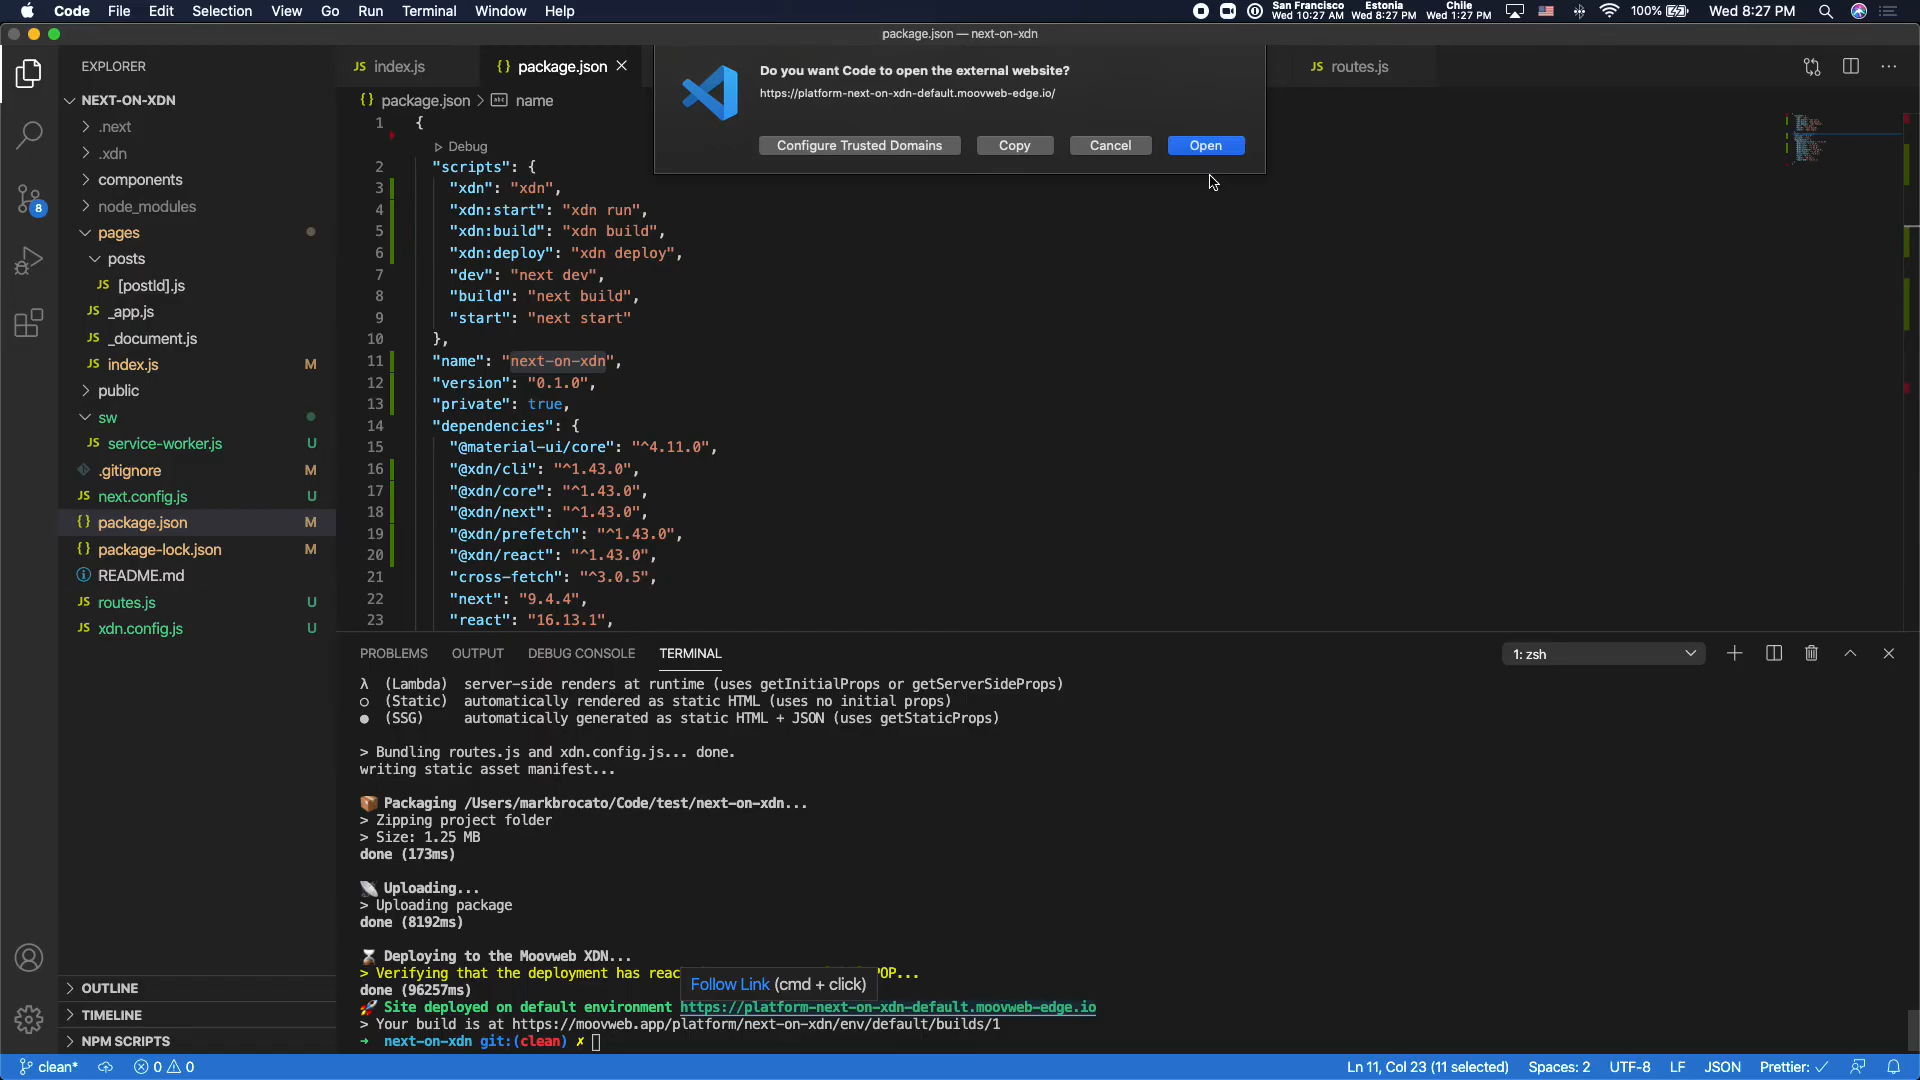 Code File Edit Selection View Go Run Terminal Window Help
San Francisco Wed 10:27 AM Estonia Wed 8:27 PM Chile Wed 1:27 PM 100% Wed 8:27 PM
package.json — next-on-xdn
EXPLORER
NEXT-ON-XDN
.next
.xdn
components
node_modules
pages
posts
JS [postId].js
JS _app.js
JS _document.js
JS index.js M
public
sw
JS service-worker.js U
.gitignore M
JS next.config.js U
{} package.json M
{} package-lock.json M
README.md
JS routes.js U
JS xdn.config.js U
OUTLINE
TIMELINE
NPM SCRIPTS
8
JS index.js
{} package.json
JS routes.js
{} package.json > abc name
Do you want Code to open the external website?
https://platform-next-on-xdn-default.moovweb-edge.io/
Configure Trusted Domains Copy Cancel Open
1 {
Debug
2 "scripts": {
3 "xdn": "xdn",
4 "xdn:start": "xdn run",
5 "xdn:build": "xdn build",
6 "xdn:deploy": "xdn deploy",
7 "dev": "next dev",
8 "build": "next build",
9 "start": "next start"
10 },
11 "name": "next-on-xdn",
12 "version": "0.1.0",
13 "private": true,
14 "dependencies": {
15 "@material-ui/core": "^4.11.0",
16 "@xdn/cli": "^1.43.0",
17 "@xdn/core": "^1.43.0",
18 "@xdn/next": "^1.43.0",
19 "@xdn/prefetch": "^1.43.0",
20 "@xdn/react": "^1.43.0",
21 "cross-fetch": "^3.0.5",
22 "next": "9.4.4",
23 "react": "16.13.1",
PROBLEMS OUTPUT DEBUG CONSOLE TERMINAL
1: zsh
λ (Lambda) server-side renders at runtime (uses getInitialProps or getServerSideProps)
○ (Static) automatically rendered as static HTML (uses no initial props)
● (SSG) automatically generated as static HTML + JSON (uses getStaticProps)
> Bundling routes.js and xdn.config.js... done.
writing static asset manifest...
📦 Packaging /Users/markbrocato/Code/test/next-on-xdn...
> Zipping project folder
> Size: 1.25 MB
done (173ms)
📡 Uploading...
> Uploading package
done (8192ms)
⌛ Deploying to the Moovweb XDN...
> Verifying that the deployment has reac POP...
Follow Link (cmd + click)
done (96257ms)
🚀 Site deployed on default environment https://platform-next-on-xdn-default.moovweb-edge.io
> Your build is at https://moovweb.app/platform/next-on-xdn/env/default/builds/1
→ next-on-xdn git:(clean) ✗
clean* 0 0 Ln 11, Col 23 (11 selected) Spaces: 2 UTF-8 LF JSON Prettier: ✓